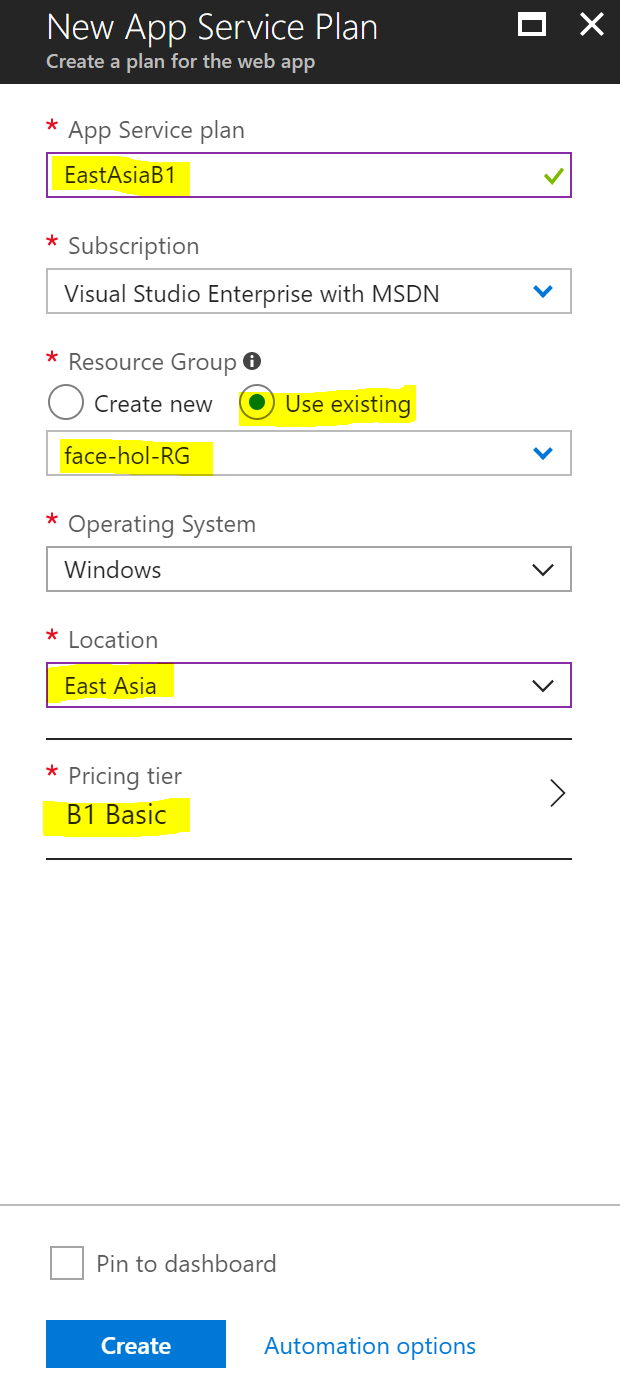 New App Service Plan
Create a plan for the web app
* App Service plan
EastAsiaB1
* Subscription
Visual Studio Enterprise with MSDN
* Resource Group
Create new Use existing
face-hol-RG
* Operating System
Windows
* Location
East Asia
* Pricing tier
B1 Basic
Pin to dashboard
Create Automation options